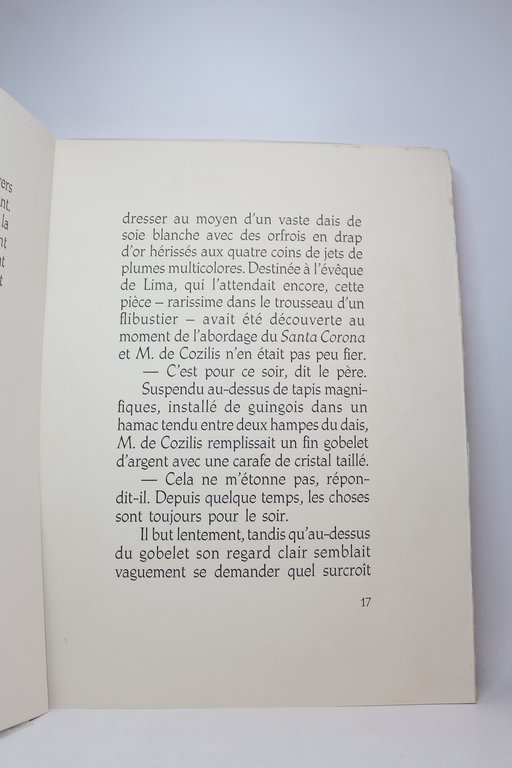 vers
nt.
la
nt
t
t
dresser au moyen d'un vaste dais de
soie blanche avec des orfrois en drap
d'or hérissés aux quatre coins de jets de
plumes multicolores. Destinée à l'évêque
de Lima, qui l'attendait encore, cette
pièce – rarissime dans le trousseau d'un
flibustier – avait été découverte au
moment de l'abordage du Santa Corona
et M. de Cozilis n'en était pas peu fier.
— C'est pour ce soir, dit le père.
Suspendu au-dessus de tapis magni-
fiques, installé de guingois dans un
hamac tendu entre deux hampes du dais,
M. de Cozilis remplissait un fin gobelet
d'argent avec une carafe de cristal taillé.
— Cela ne m'étonne pas, répon-
dit-il. Depuis quelque temps, les choses
sont toujours pour le soir.
Il but lentement, tandis qu'au-dessus
du gobelet son regard clair semblait
vaguement se demander quel surcroît
17